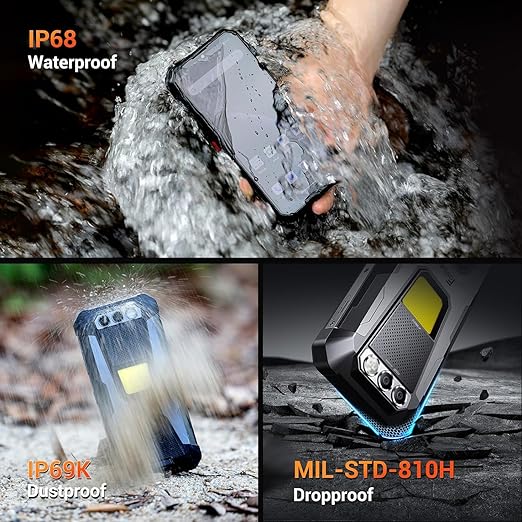 IP68
Waterproof
IP69K
Dustproof
MIL-STD-810H
Dropproof